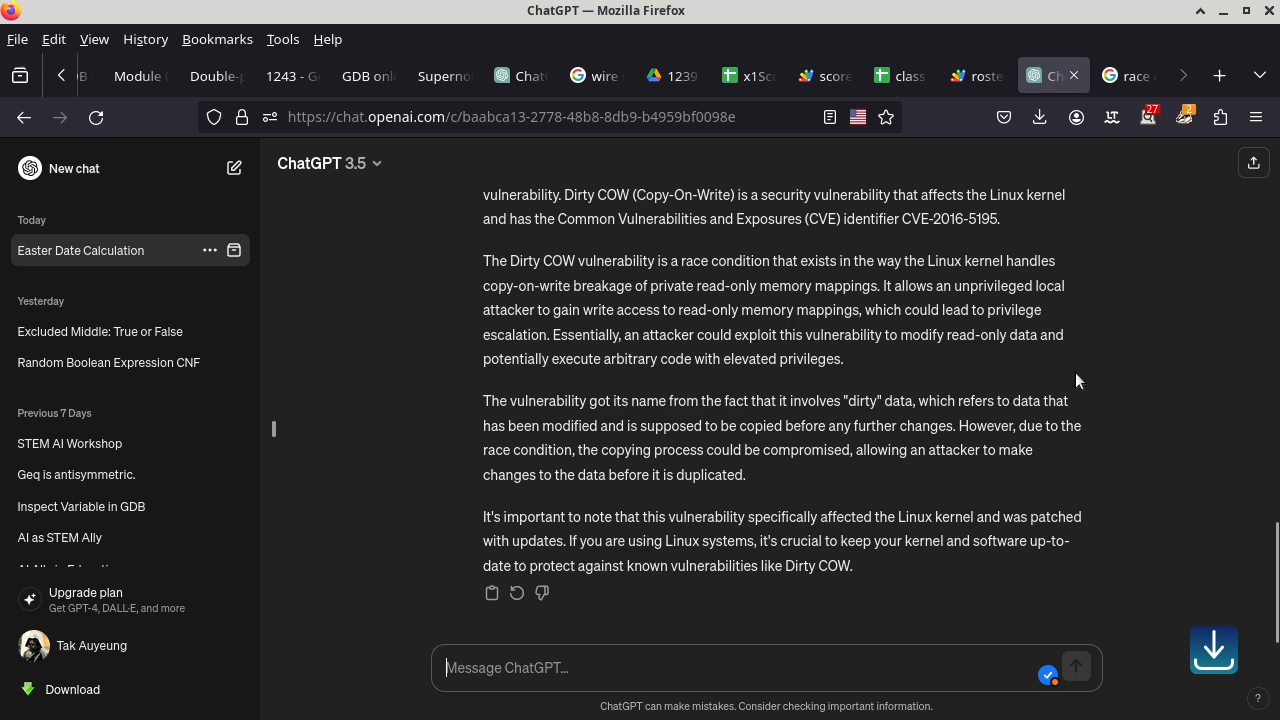 ChatGPT — Mozilla Firefox
File Edit View History Bookmarks Tools Help
Module Double-p 1243 - G GDB onl Superno Chat wire 1239 x1Sc score class roste Ch race
https://chat.openai.com/c/baabca13-2778-48b8-8db9-b4959bf0098e
27
2
New chat
Today
Easter Date Calculation
Yesterday
Excluded Middle: True or False
Random Boolean Expression CNF
Previous 7 Days
STEM AI Workshop
Geq is antisymmetric.
Inspect Variable in GDB
AI as STEM Ally
Upgrade plan
Get GPT-4, DALL·E, and more
Tak Auyeung
Download
ChatGPT 3.5
vulnerability. Dirty COW (Copy-On-Write) is a security vulnerability that affects the Linux kernel
and has the Common Vulnerabilities and Exposures (CVE) identifier CVE-2016-5195.
The Dirty COW vulnerability is a race condition that exists in the way the Linux kernel handles
copy-on-write breakage of private read-only memory mappings. It allows an unprivileged local
attacker to gain write access to read-only memory mappings, which could lead to privilege
escalation. Essentially, an attacker could exploit this vulnerability to modify read-only data and
potentially execute arbitrary code with elevated privileges.
The vulnerability got its name from the fact that it involves "dirty" data, which refers to data that
has been modified and is supposed to be copied before any further changes. However, due to the
race condition, the copying process could be compromised, allowing an attacker to make
changes to the data before it is duplicated.
It's important to note that this vulnerability specifically affected the Linux kernel and was patched
with updates. If you are using Linux systems, it's crucial to keep your kernel and software up-to-
date to protect against known vulnerabilities like Dirty COW.
Message ChatGPT...
ChatGPT can make mistakes. Consider checking important information.
?